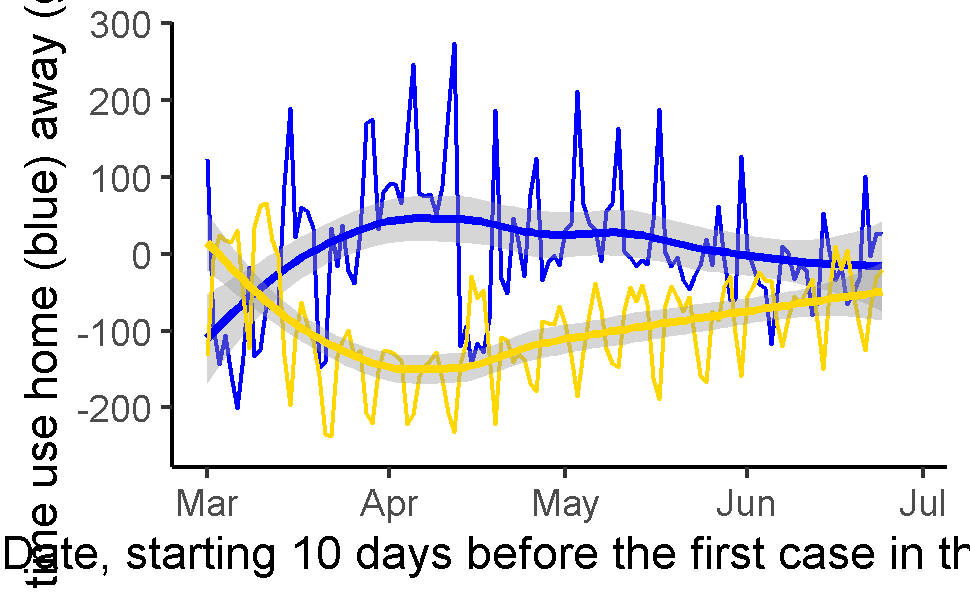 time use home (blue) away (
300
200
100
0
-100
-200
Mar Apr May Jun Jul
Date, starting 10 days before the first case in th